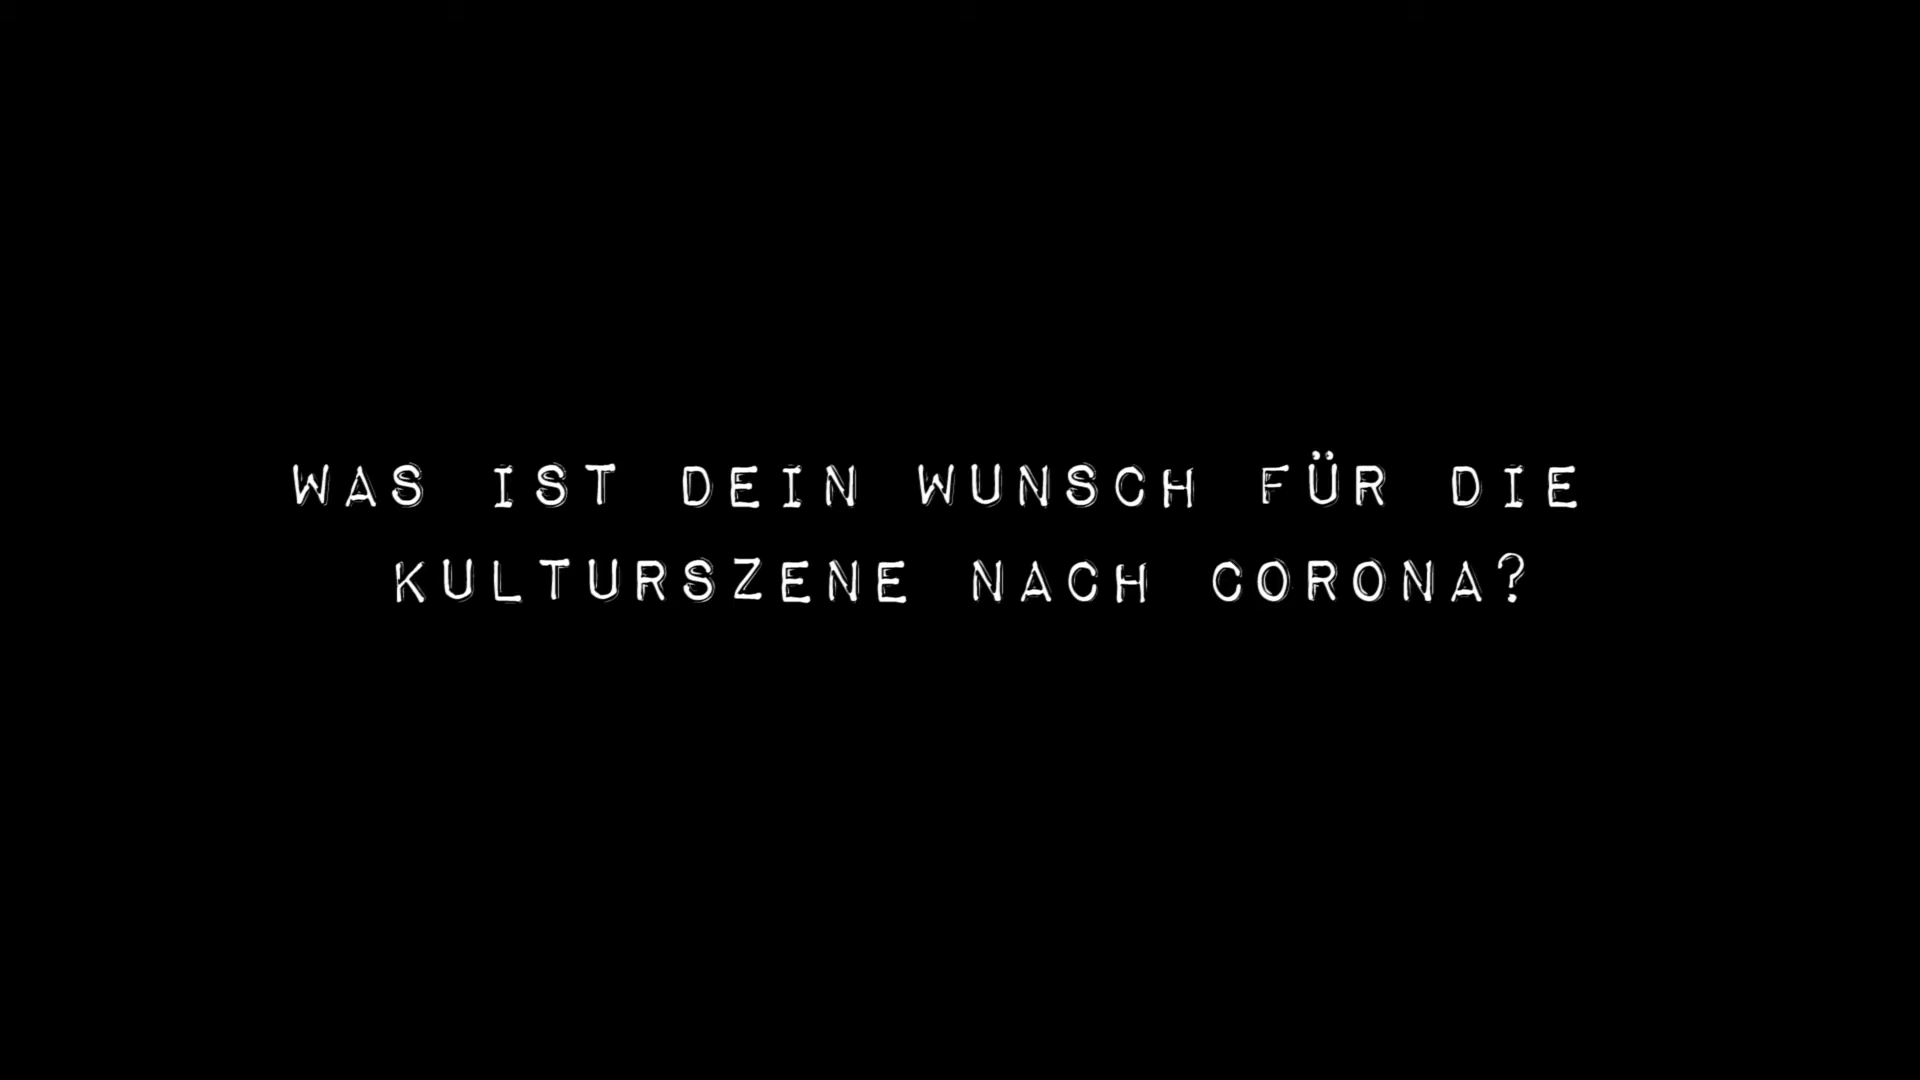 WAS IST DEIN WUNSCH FÜR DIE
KULTURSZENE NACH CORONA?